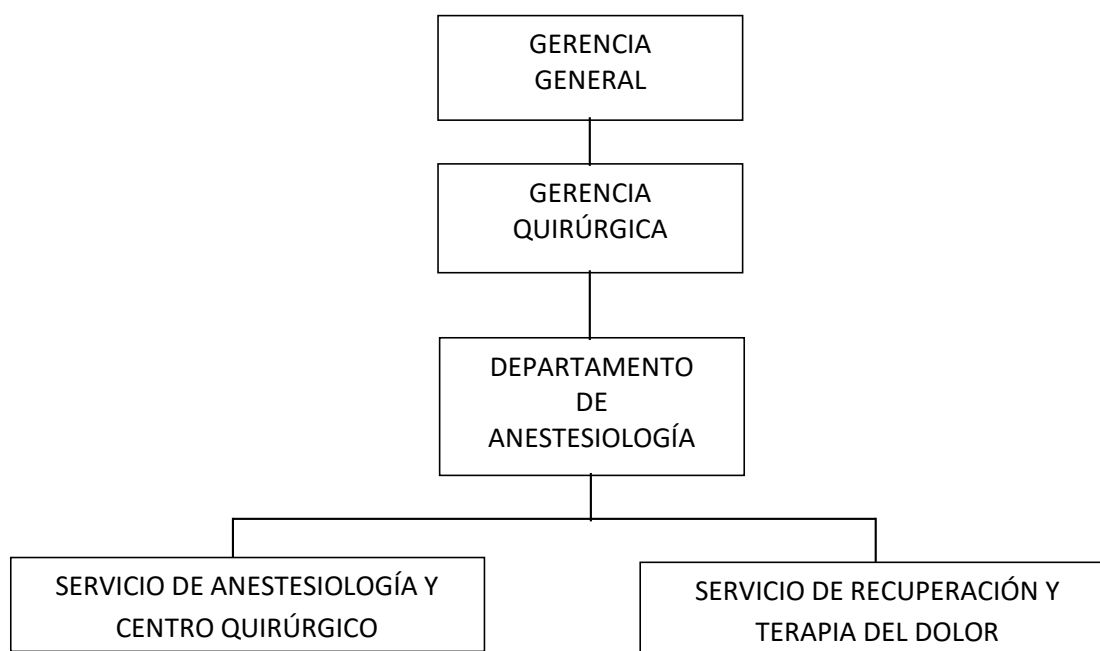 GERENCIA
GENERAL
GERENCIA
QUIRÚRGICA
DEPARTAMENTO
DE
ANESTESIOLOGÍA
SERVICIO DE ANESTESIOLOGÍA Y
CENTRO QUIRÚRGICO
SERVICIO DE RECUPERACIÓN Y
TERAPIA DEL DOLOR